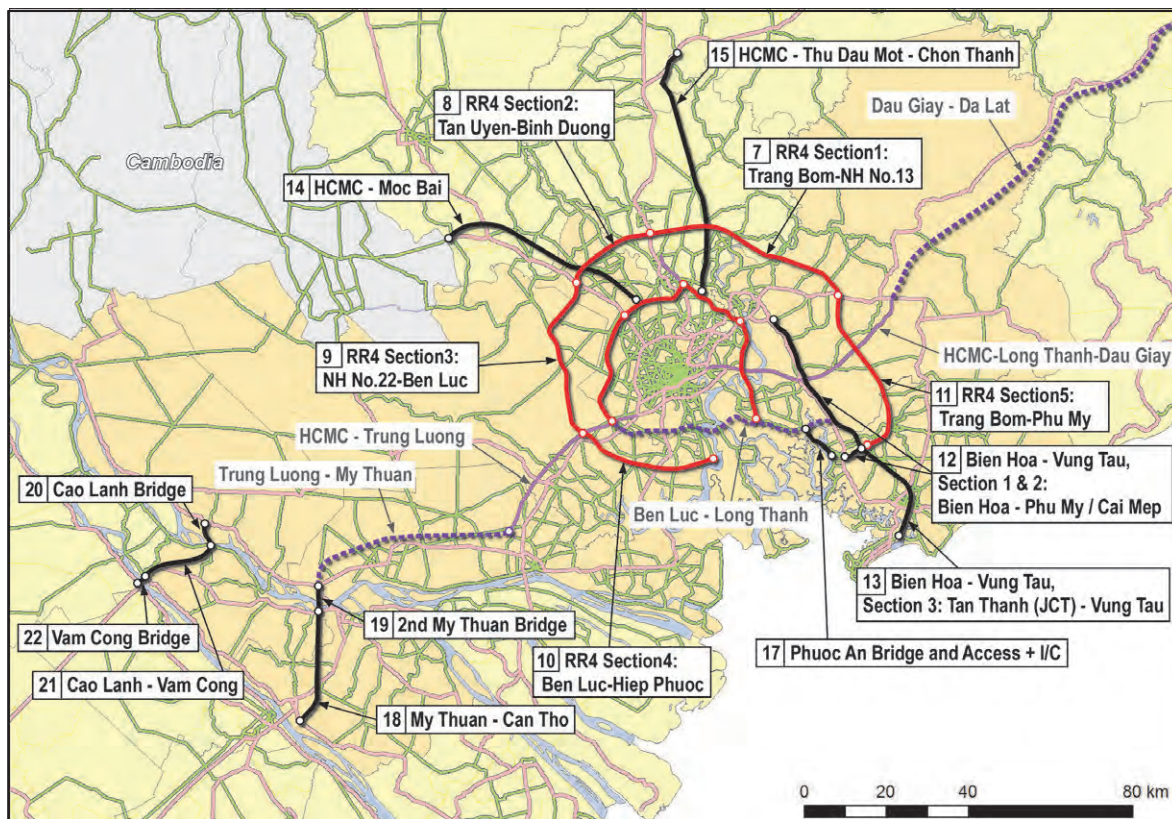 15 HCMC - Thu Dau Mot - Chon Thanh
8 RR4 Section2:
Tan Uyen-Binh Duong
Dau Giay - Da Lat
7 RR4 Section1:
Trang Bom-NH No.13
Cambodia
14 HCMC - Moc Bai
9 RR4 Section3:
NH No.22-Ben Luc
HCMC-Long Thanh-Dau Giay
11 RR4 Section5:
Trang Bom-Phu My
HCMC - Trung Luong
Trung Luong - My Thuan
12 Bien Hoa - Vung Tau,
Section 1 & 2:
Bien Hoa - Phu My / Cai Mep
20 Cao Lanh Bridge
Ben Luc - Long Thanh
13 Bien Hoa - Vung Tau,
Section 3: Tan Thanh (JCT) - Vung Tau
22 Vam Cong Bridge
19 2nd My Thuan Bridge
17 Phuoc An Bridge and Access + I/C
10 RR4 Section4:
Ben Luc-Hiep Phuoc
21 Cao Lanh - Vam Cong
18 My Thuan - Can Tho
0 20 40 80 km